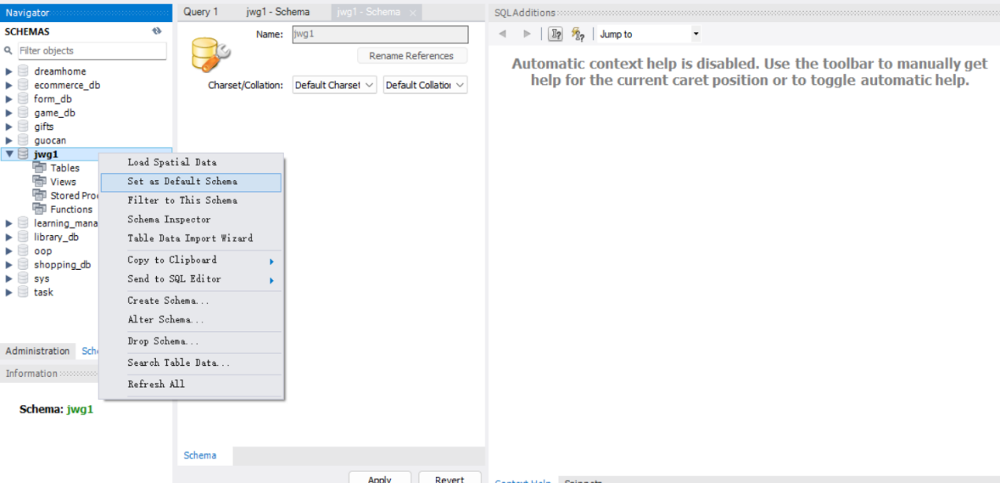 Navigator
SCHEMAS
Filter objects
dreamhome
ecommerce_db
form_db
game_db
gifts
guocan
jwg1
Tables
Views
Stored Pro
Functions
learning_mana
library_db
oop
shopping_db
sys
task
Administration
Information
Schema: jwg1
Load Spatial Data
Set as Default Schema
Filter to This Schema
Schema Inspector
Table Data Import Wizard
Copy to Clipboard
Send to SQL Editor
Create Schema...
Alter Schema...
Drop Schema...
Search Table Data...
Refresh All
Query 1 jwg1 - Schema jwg1 - Schema
Name: jwg1
Rename References
Charset/Collation: Default Charset Default Collation
Schema
Apply Revert
SQLAdditions
Jump to
Automatic context help is disabled. Use the toolbar to manually get
help for the current caret position or to toggle automatic help.
Context Help Snippets